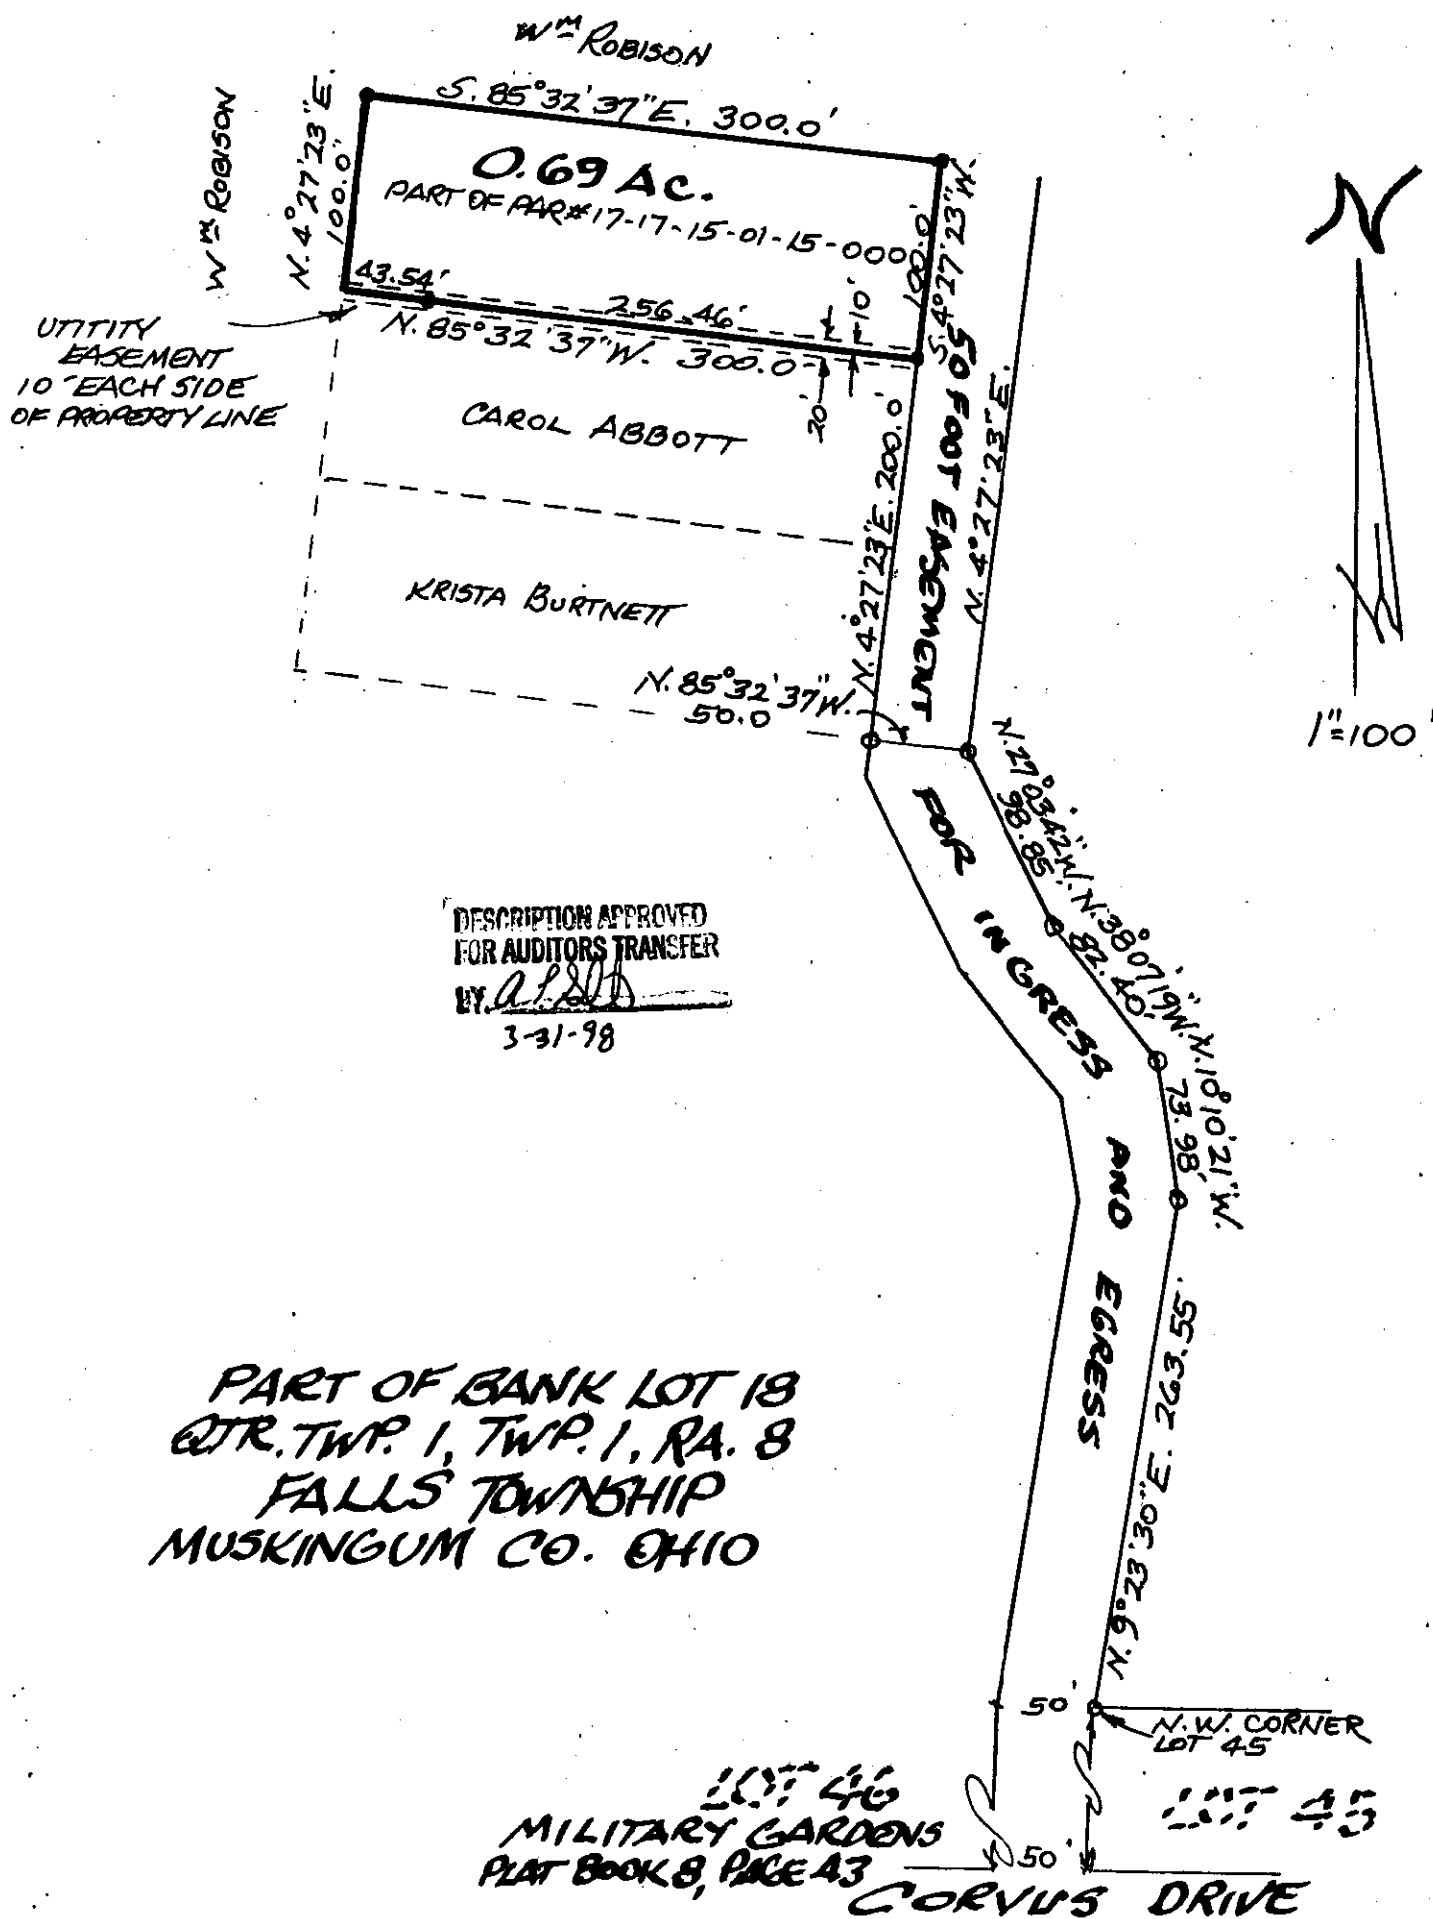 Wm ROBISON
S. 85°32'37"E. 300.0'
Wm ROBISON
N. 4°27'23"E.
100.0'
0.69 AC.
PART OF PAR#17-17-15-01-15-000
S. 4°27'23"W.
100.0'
43.54'
256.46'
10'
N. 85°32'37"W. 300.0
20'
UTITITY
EASEMENT
10' EACH SIDE
OF PROPERTY LINE
CAROL ABBOTT
KRISTA BURTNETT
N. 4°27'23"E. 200.0'
50 FOOT EASEMENT
N. 4°27'23"E.
N. 85°32'37"W.
50.0
N
1"=100'
FOR INGRESS AND EGRESS
N. 27°03'42"W.
98.85'
N. 38°07'19"W.
82.40'
N. 10°10'21"W.
73.98'
DESCRIPTION APPROVED
FOR AUDITORS TRANSFER
BY.
3-31-98
N. 9°23'30"E. 263.55'
PART OF BANK LOT 18
QTR. TWP. 1, TWP. 1, RA. 8
FALLS TOWNSHIP
MUSKINGUM CO. OHIO
50'
N.W. CORNER
LOT 45
LOT 46
LOT 45
MILITARY GARDENS
PLAT BOOK 8, PAGE 43
50'
CORVUS DRIVE